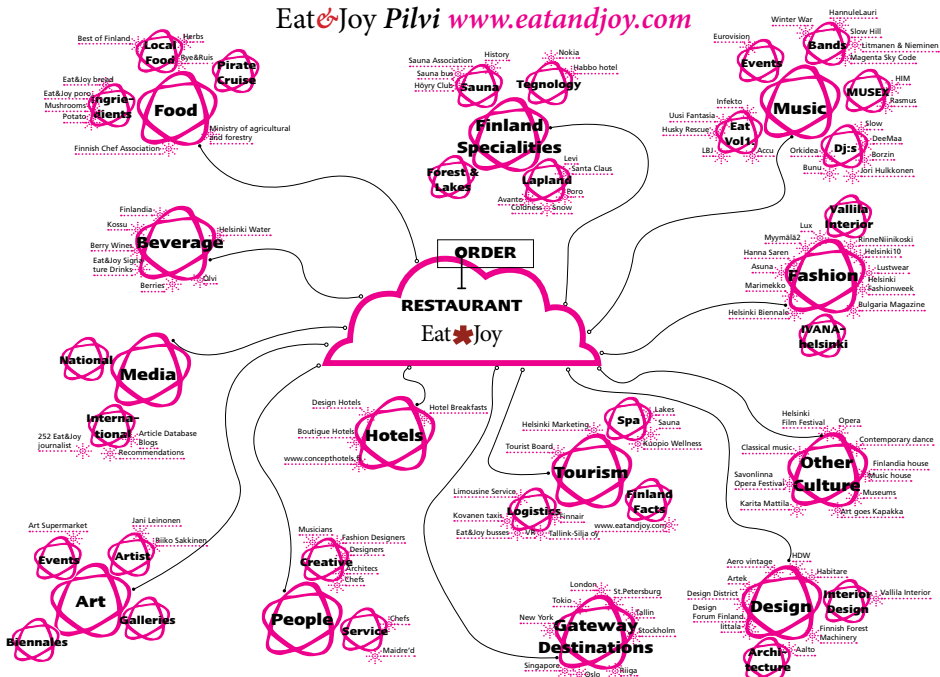 Eat&Joy Pilvi www.eatandjoy.com
Best of Finland
Herbs
Local
Food
Rye&Ruis
Pirate
Cruise
Eat&Joy bread
Eat&Joy poro
Mushrooms
Potato
Ingrie-
dients
Food
Ministry of agricultural
and forestry
Finnish Chef Association
Sauna Association
History
Sauna bus
Höyry Club
Sauna
Nokia
Habbo hotel
Tegnology
Finland
Specialities
Forest &
Lakes
Levi
Santa Claus
Lapland
Poro
Avanto
Coldness
Snow
HannuleLauri
Winter War
Slow Hill
Eurovision
Bands
Litmanen & Nieminen
Magenta Sky Code
Events
HIM
MUSEX
Rasmus
Music
Infekto
Uusi Fantasia
Husky Rescue
Eat
Vol1.
LBJ
Accu
Slow
DeeMaa
Orkidea
Dj:s
Borzin
Bunu
Jori Hulkkonen
Finlandia
Kossu
Helsinki Water
Berry Wines
Beverage
Eat&Joy Signa
ture Drinks
Berries
Olvi
ORDER
RESTAURANT
Eat Joy
Vallila
Interior
Lux
Myymälä2
RinneNiinikoski
Helsinki10
Hanna Saren
Asuna
Fashion
Lustwear
Helsinki
Fashionweek
Marimekko
Helsinki Biennale
Bulgaria Magazine
IVANA-
helsinki
National
Media
Interna-
tional
252 Eat&Joy
journalist
Article Database
Blogs
Recommendations
Design Hotels
Hotel Breakfasts
Boutigue Hotels
Hotels
www.concepthotels.fi
Spa
Lakes
Sauna
Kuopio Wellness
Helsinki Marketing
Tourist Board
Tourism
Limousine Service
Logistics
Kovanen taxis
Finnair
Eat&Joy busses
VR
Tallink-Silja oy
Finland
Facts
www.eatandjoy.com
Helsinki
Film Festival
Opera
Classical music
Contemporary dance
Other
Culture
Finlandia house
Music house
Savonlinna
Opera Festival
Museums
Karita Mattila
Art goes Kapakka
Art Supermarket
Jani Leinonen
Events
Artist
Riiko Sakkinen
Art
Galleries
Biennales
Musicians
Fashion Designers
Designers
Creative
Architecs
Chefs
People
Service
Chefs
Maidre'd
London
St.Petersburg
Tokio
Tallin
New York
Gateway
Destinations
Stockholm
Singapore
Oslo
Riiga
HDW
Aero vintage
Habitare
Artek
Design District
Design
Forum Finland
Iittala
Design
Interior
Design
Vallila Interior
Finnish Forest
Machinery
Aalto
Archi-
tecture